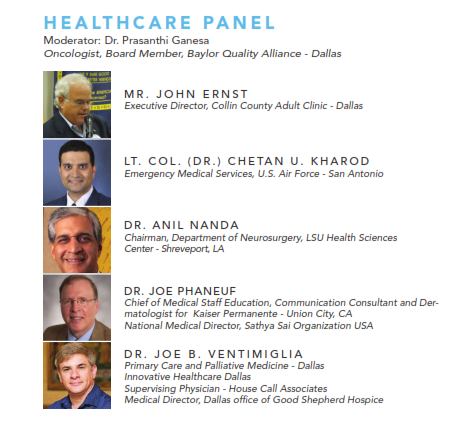 HEALTHCARE PANEL
Moderator: Dr. Prasanthi Ganesa
Oncologist, Board Member, Baylor Quality Alliance - Dallas
MR. JOHN ERNST
Executive Director, Collin County Adult Clinic - Dallas
LT. COL. (DR.) CHETAN U. KHAROD
Emergency Medical Services, U.S. Air Force - San Antonio
DR. ANIL NANDA
Chairman, Department of Neurosurgery, LSU Health Sciences
Center - Shreveport, LA
DR. JOE PHANEUF
Chief of Medical Staff Education, Communication Consultant and Der-
matologist for Kaiser Permanente - Union City, CA
National Medical Director, Sathya Sai Organization USA
DR. JOE B. VENTIMIGLIA
Primary Care and Palliative Medicine - Dallas
Innovative Healthcare Dallas
Supervising Physician - House Call Associates
Medical Director, Dallas office of Good Shepherd Hospice